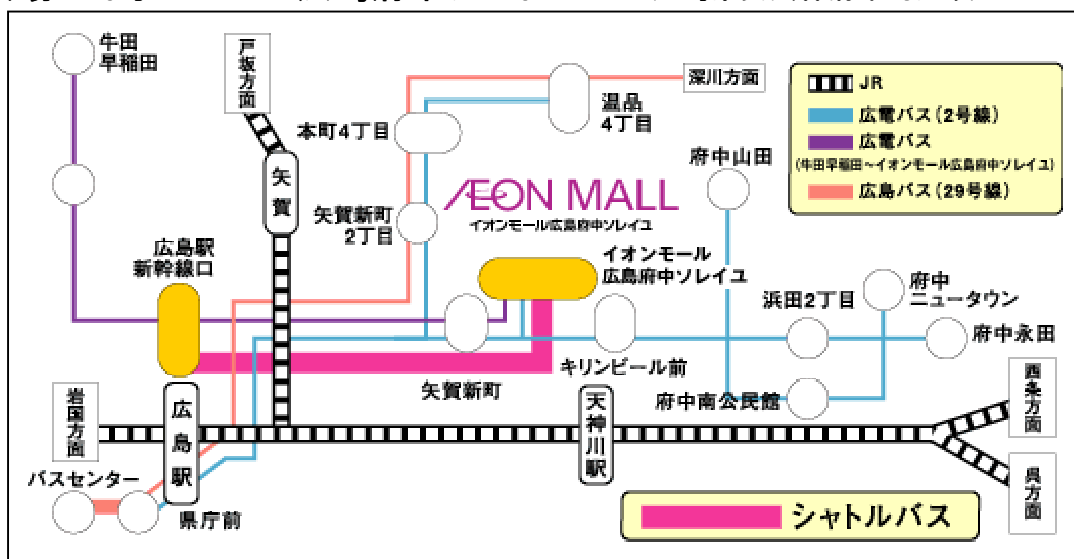 牛田
早稲田
戸坂方面
本町4丁目
温品
4丁目
深川方面
JR
広電バス(2号線)
広電バス
(牛田早稲田～イオンモール広島府中ソレイユ)
広島バス(29号線)
府中山田
矢賀
矢賀新町
2丁目
ÆON MALL
イオンモール広島府中ソレイユ
広島駅
新幹線口
イオンモール
広島府中ソレイユ
浜田2丁目
府中
ニュータウン
府中永田
キリンビール前
矢賀新町
府中南公民館
西条方面
岩国方面
広島駅
天神川駅
呉方面
バスセンター
県庁前
シャトルバス